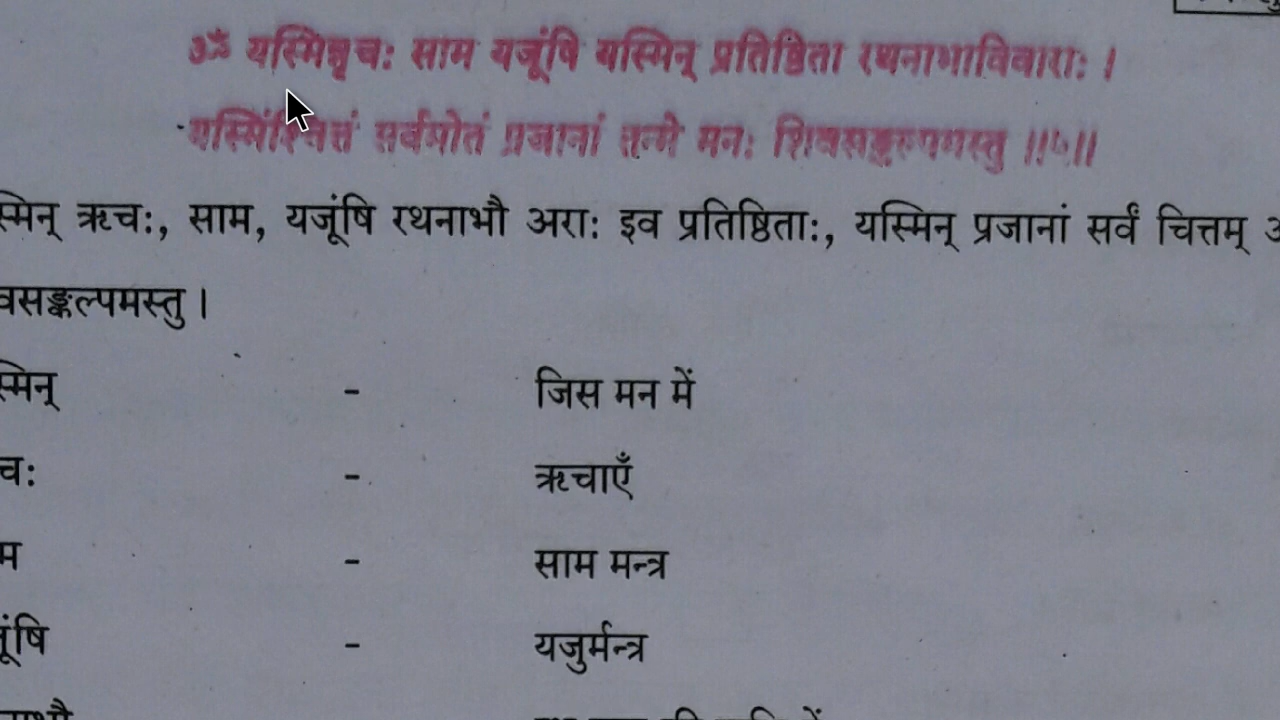 ॐ यस्मिन्नृचः साम यजूंषि यस्मिन् प्रतिष्ठिता रथनाभाविवाराः ।
यस्मिंश्चित्तं सर्वमोतं प्रजानां तन्मे मनः शिवसङ्कल्पमस्तु ॥५॥
स्मिन् ऋचः, साम, यजूंषि रथनाभौ अराः इव प्रतिष्ठिताः, यस्मिन् प्रजानां सर्वं चित्तम्
वसङ्कल्पमस्तु ।
स्मिन् - जिस मन में
चः - ऋचाएँ
म - साम मन्त्र
ूंषि - यजुर्मन्त्र